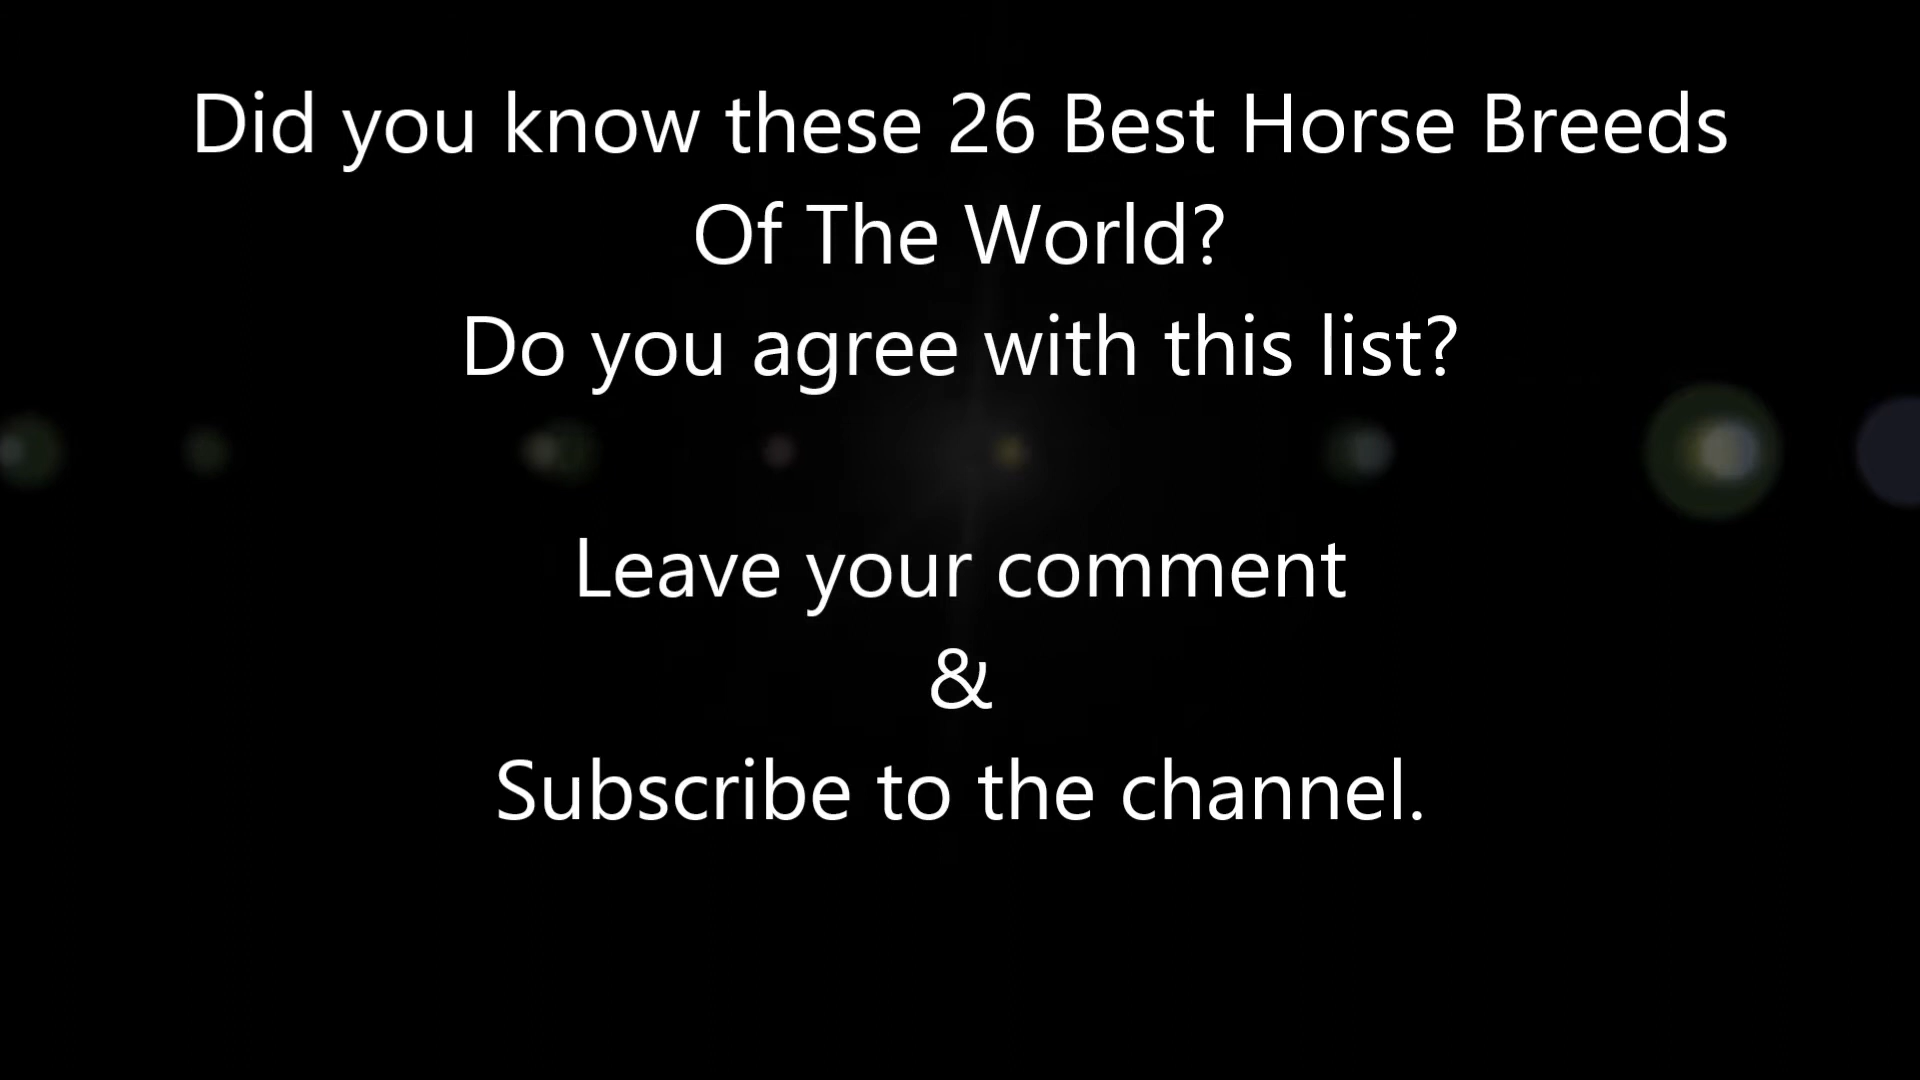 Did you know these 26 Best Horse Breeds
Of The World?
Do you agree with this list?
Leave your comment
&
Subscribe to the channel.